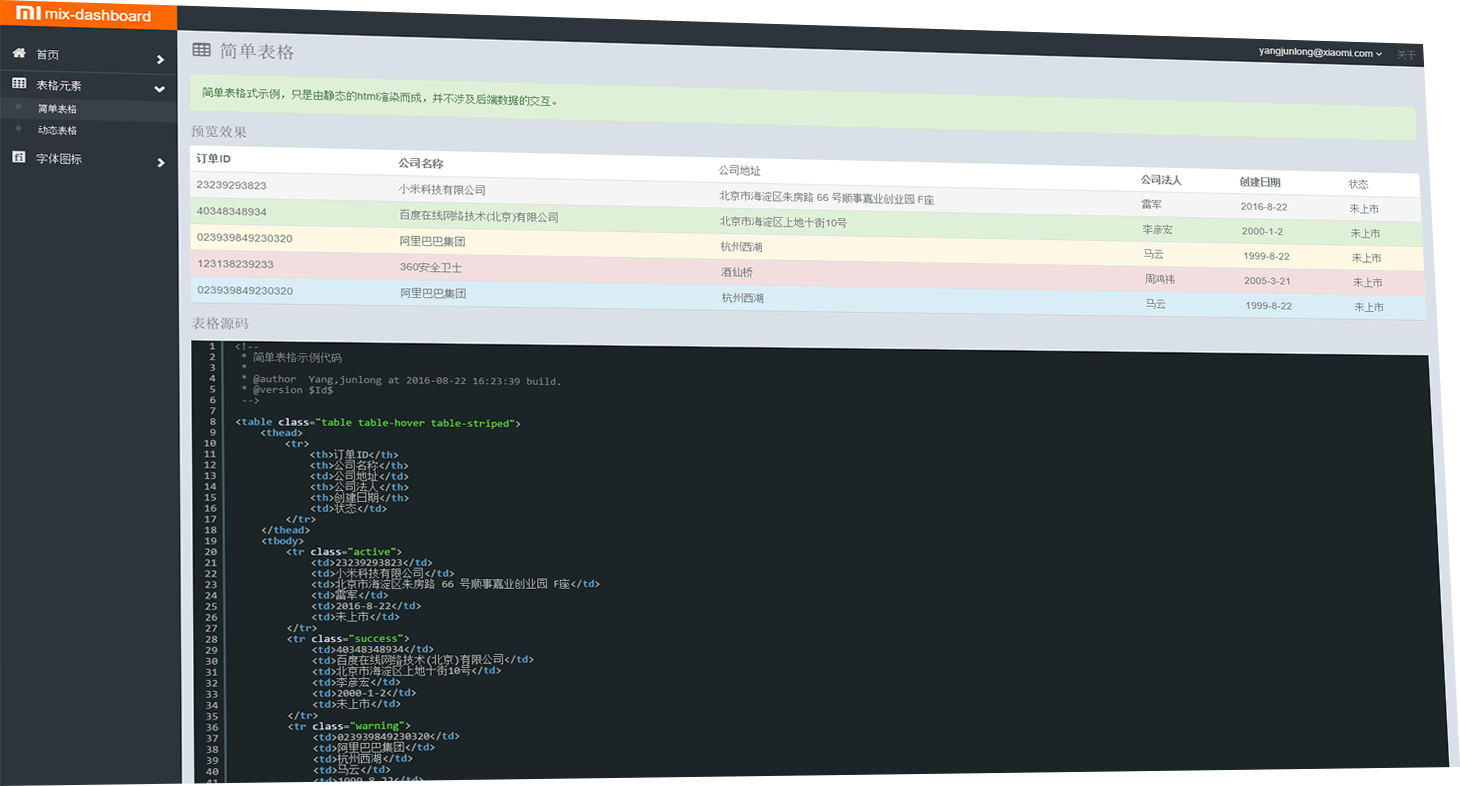 mi mix-dashboard
yangjunlong@xiaomi.com 关于
首页
表格元素
简单表格
动态表格
字体图标
简单表格
简单表格式示例，只是由静态的html渲染而成，并不涉及后端数据的交互。
预览效果
订单ID 公司名称 公司地址 公司法人 创建日期 状态
23239293823 小米科技有限公司 北京市海淀区朱房路 66 号顺事嘉业创业园 F座 雷军 2016-8-22 未上市
40348348934 百度在线网络技术(北京)有限公司 北京市海淀区上地十街10号 李彦宏 2000-1-2 未上市
023939849230320 阿里巴巴集团 杭州西湖 马云 1999-8-22 未上市
123138239233 360安全卫士 酒仙桥 周鸿祎 2005-3-21 未上市
023939849230320 阿里巴巴集团 杭州西湖 马云 1999-8-22 未上市
表格源码
1 <!--
2 * 简单表格示例代码
3 *
4 * @author Yang,junlong at 2016-08-22 16:23:39 build.
5 * @version $Id$
6 -->
7
8 <table class="table table-hover table-striped">
9 <thead>
10 <tr>
11 <th>订单ID</th>
12 <th>公司名称</th>
13 <td>公司地址</td>
14 <th>公司法人</th>
15 <th>创建日期</th>
16 <td>状态</td>
17 </tr>
18 </thead>
19 <tbody>
20 <tr class="active">
21 <td>23239293823</td>
22 <td>小米科技有限公司</td>
23 <td>北京市海淀区朱房路 66 号顺事嘉业创业园 F座</td>
24 <td>雷军</td>
25 <td>2016-8-22</td>
26 <td>未上市</td>
27 </tr>
28 <tr class="success">
29 <td>40348348934</td>
30 <td>百度在线网络技术(北京)有限公司</td>
31 <td>北京市海淀区上地十街10号</td>
32 <td>李彦宏</td>
33 <td>2000-1-2</td>
34 <td>未上市</td>
35 </tr>
36 <tr class="warning">
37 <td>023939849230320</td>
38 <td>阿里巴巴集团</td>
39 <td>杭州西湖</td>
40 <td>马云</td>
41 <td>1999-8-22</td>